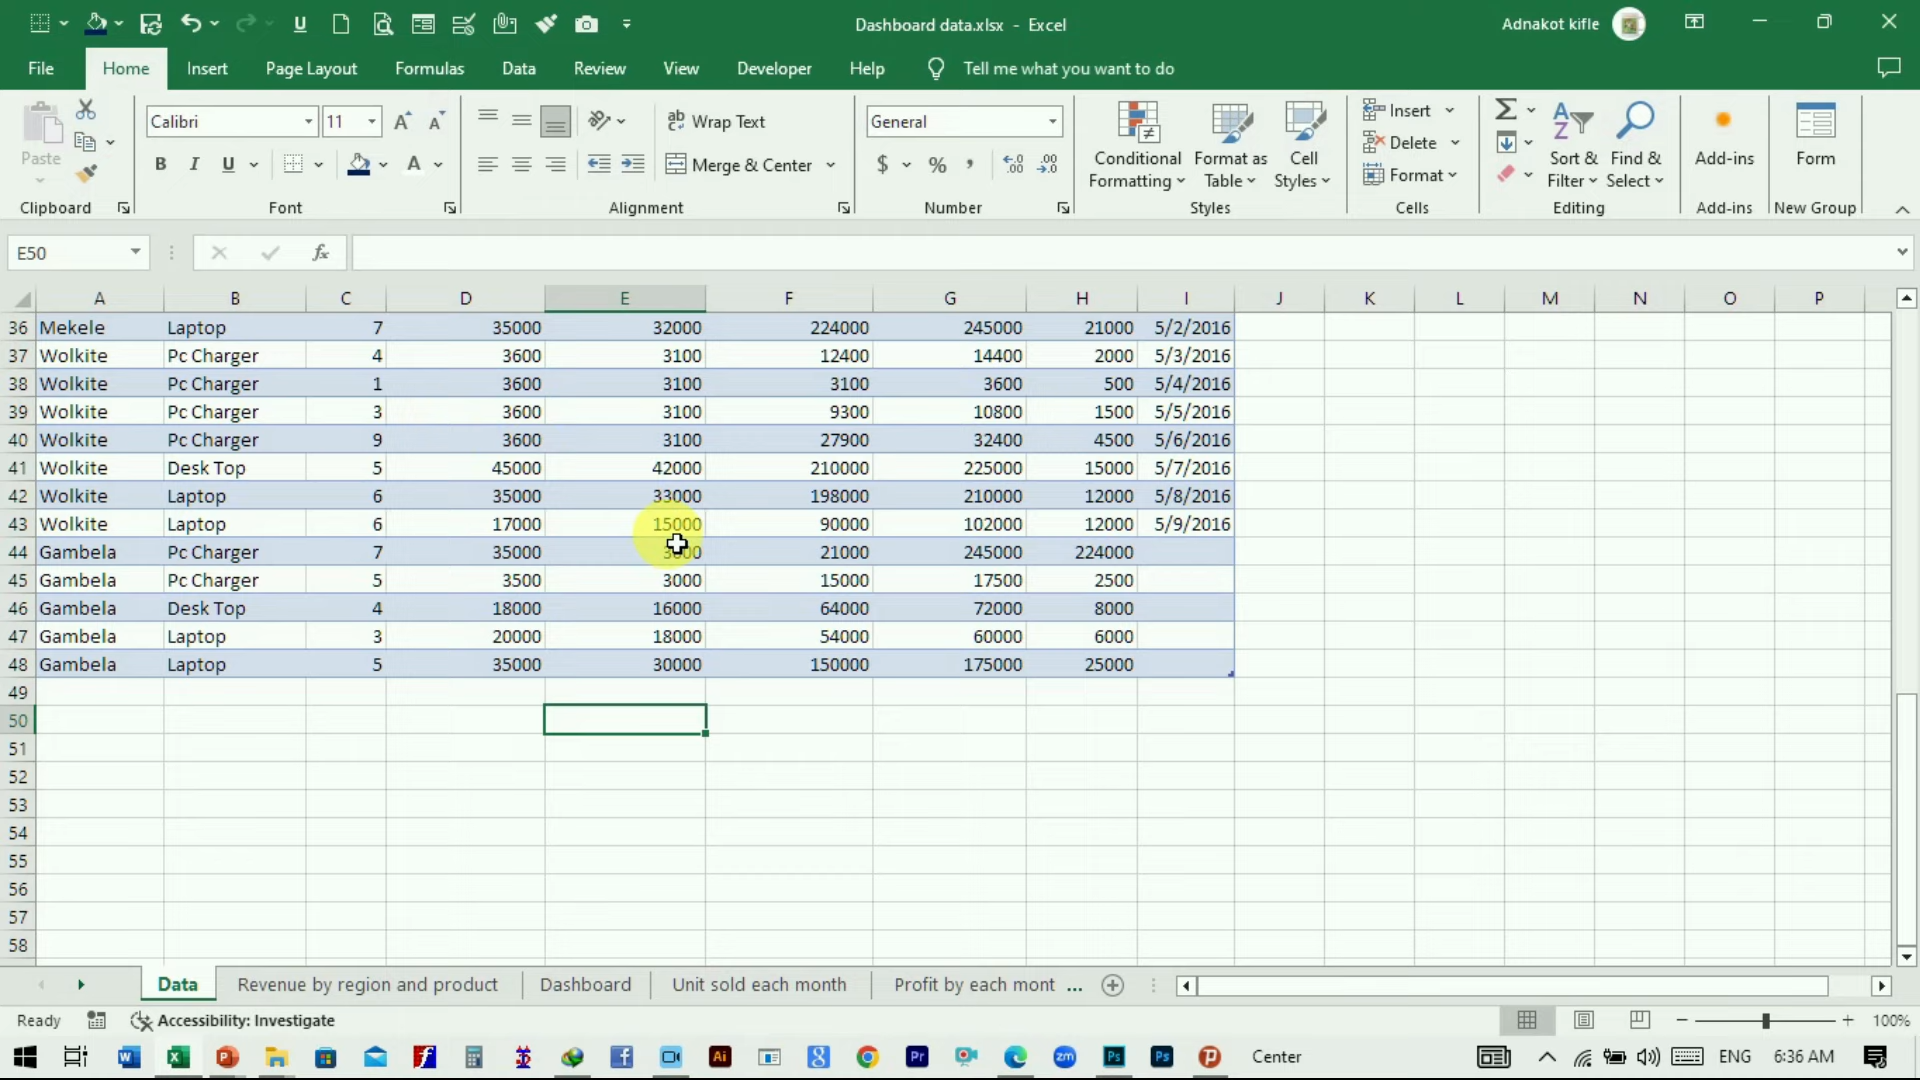 Dashboard data.xlsx - Excel
Adnakot kifle
File Home Insert Page Layout Formulas Data Review View Developer Help Tell me what you want to do
Paste
Clipboard
Calibri 11
B I U
Font
Wrap Text
Merge & Center
Alignment
General
$ % ,
Number
Conditional Formatting
Format as Table
Cell Styles
Styles
Insert
Delete
Format
Cells
Sort & Filter
Find & Select
Editing
Add-ins
Add-ins
Form
New Group
E50 fx
A B C D E F G H I J K L M N O P
36 Mekele Laptop 7 35000 32000 224000 245000 21000 5/2/2016
37 Wolkite Pc Charger 4 3600 3100 12400 14400 2000 5/3/2016
38 Wolkite Pc Charger 1 3600 3100 3100 3600 500 5/4/2016
39 Wolkite Pc Charger 3 3600 3100 9300 10800 1500 5/5/2016
40 Wolkite Pc Charger 9 3600 3100 27900 32400 4500 5/6/2016
41 Wolkite Desk Top 5 45000 42000 210000 225000 15000 5/7/2016
42 Wolkite Laptop 6 35000 33000 198000 210000 12000 5/8/2016
43 Wolkite Laptop 6 17000 15000 90000 102000 12000 5/9/2016
44 Gambela Pc Charger 7 35000 21000 245000 224000
45 Gambela Pc Charger 5 3500 3000 15000 17500 2500
46 Gambela Desk Top 4 18000 16000 64000 72000 8000
47 Gambela Laptop 3 20000 18000 54000 60000 6000
48 Gambela Laptop 5 35000 30000 150000 175000 25000
49
50
51
52
53
54
55
56
57
58
Data Revenue by region and product Dashboard Unit sold each month Profit by each mont ...
Ready Accessibility: Investigate 100%
Center ENG 6:36 AM